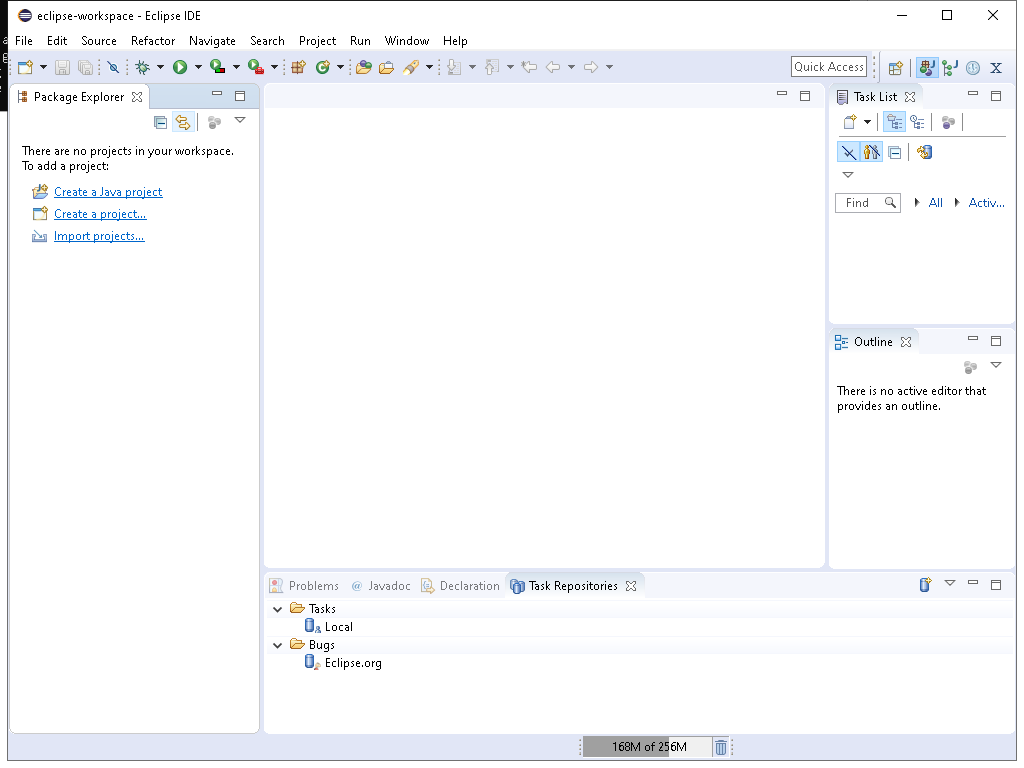 eclipse-workspace - Eclipse IDE
File Edit Source Refactor Navigate Search Project Run Window Help
Quick Access
Package Explorer
There are no projects in your workspace.
To add a project:
Create a Java project
Create a project...
Import projects...
Task List
Find All Activ...
Outline
There is no active editor that
provides an outline.
Problems @ Javadoc Declaration Task Repositories
Tasks
Local
Bugs
Eclipse.org
168M of 256M